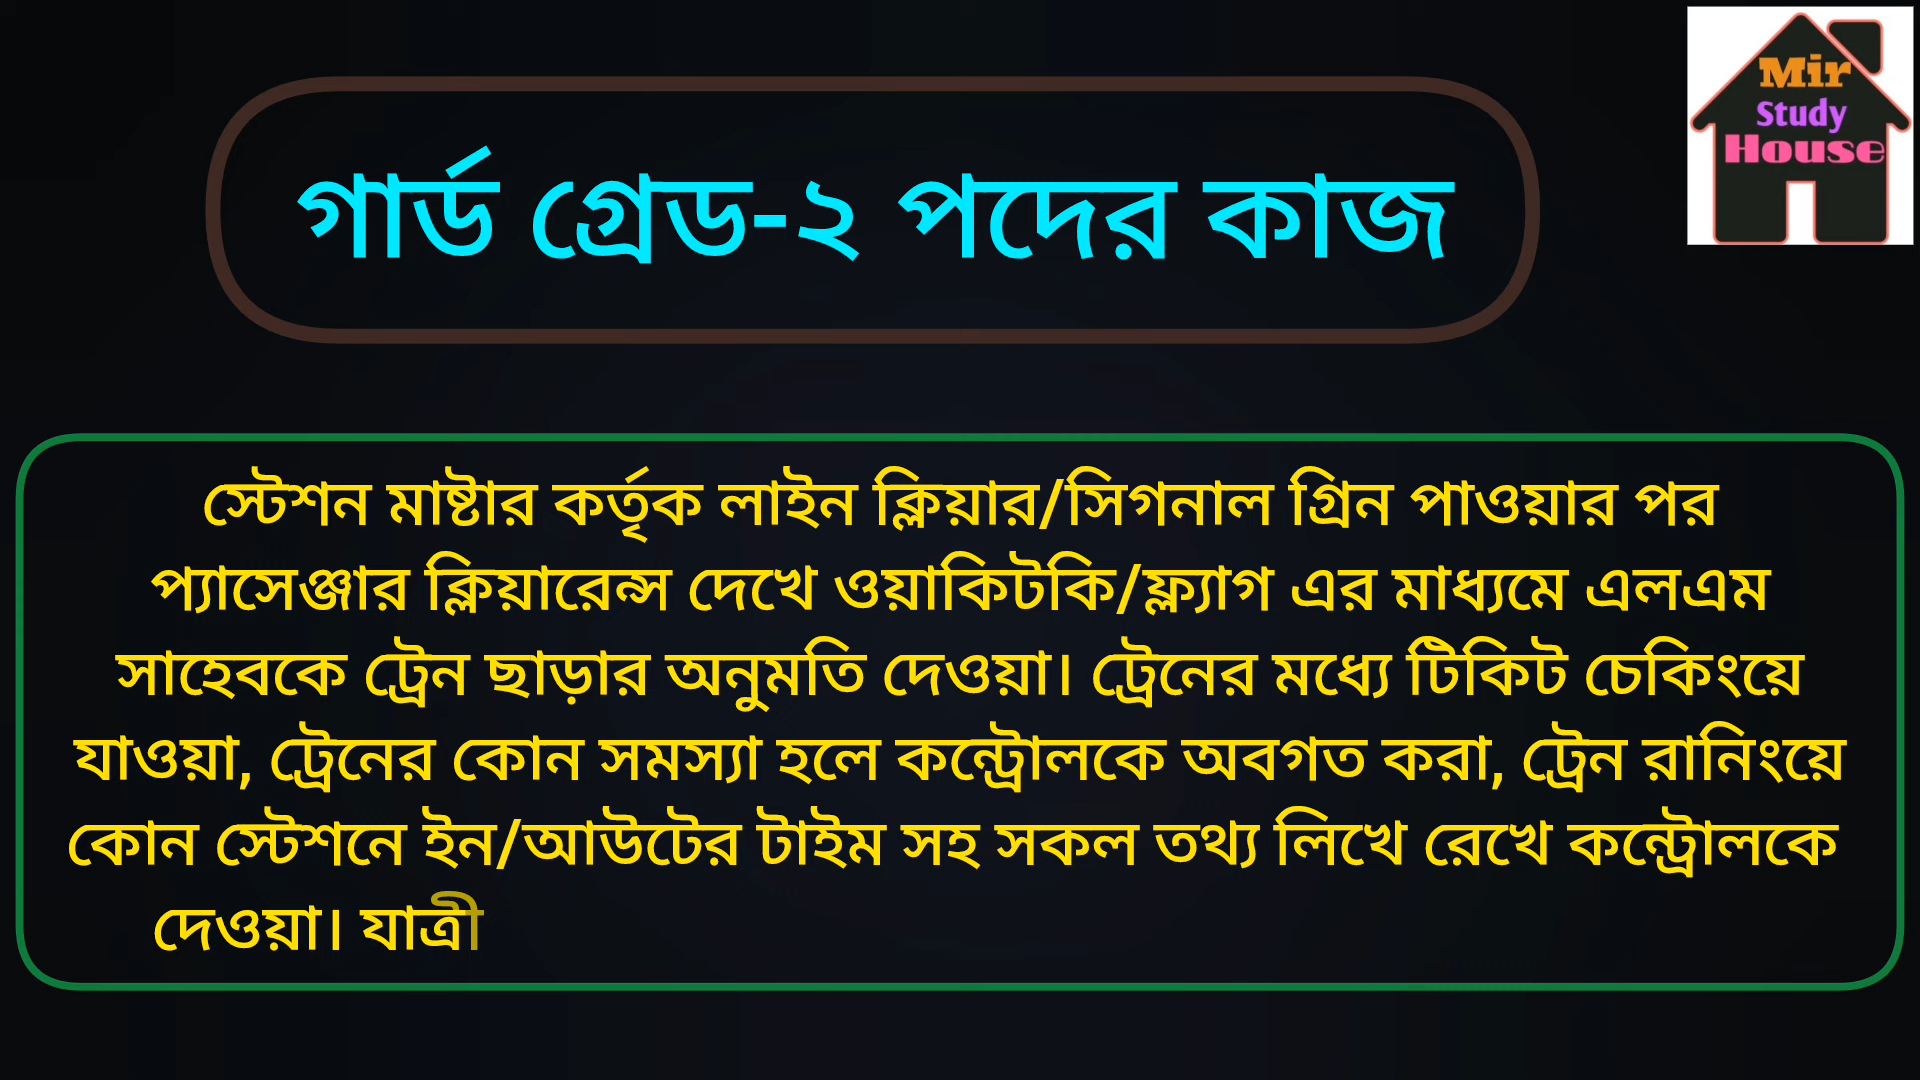 Mir
Study
House
গার্ড গ্রেড-২ পদের কাজ
স্টেশন মাষ্টার কর্তৃক লাইন ক্লিয়ার/সিগনাল গ্রিন পাওয়ার পর
প্যাসেঞ্জার ক্লিয়ারেন্স দেখে ওয়াকিটকি/ফ্ল্যাগ এর মাধ্যমে এলএম
সাহেবকে ট্রেন ছাড়ার অনুমতি দেওয়া। ট্রেনের মধ্যে টিকিট চেকিংয়ে
যাওয়া, ট্রেনের কোন সমস্যা হলে কন্ট্রোলকে অবগত করা, ট্রেন রানিংয়ে
কোন স্টেশনে ইন/আউটের টাইম সহ সকল তথ্য লিখে রেখে কন্ট্রোলকে
দেওয়া। যাত্রী